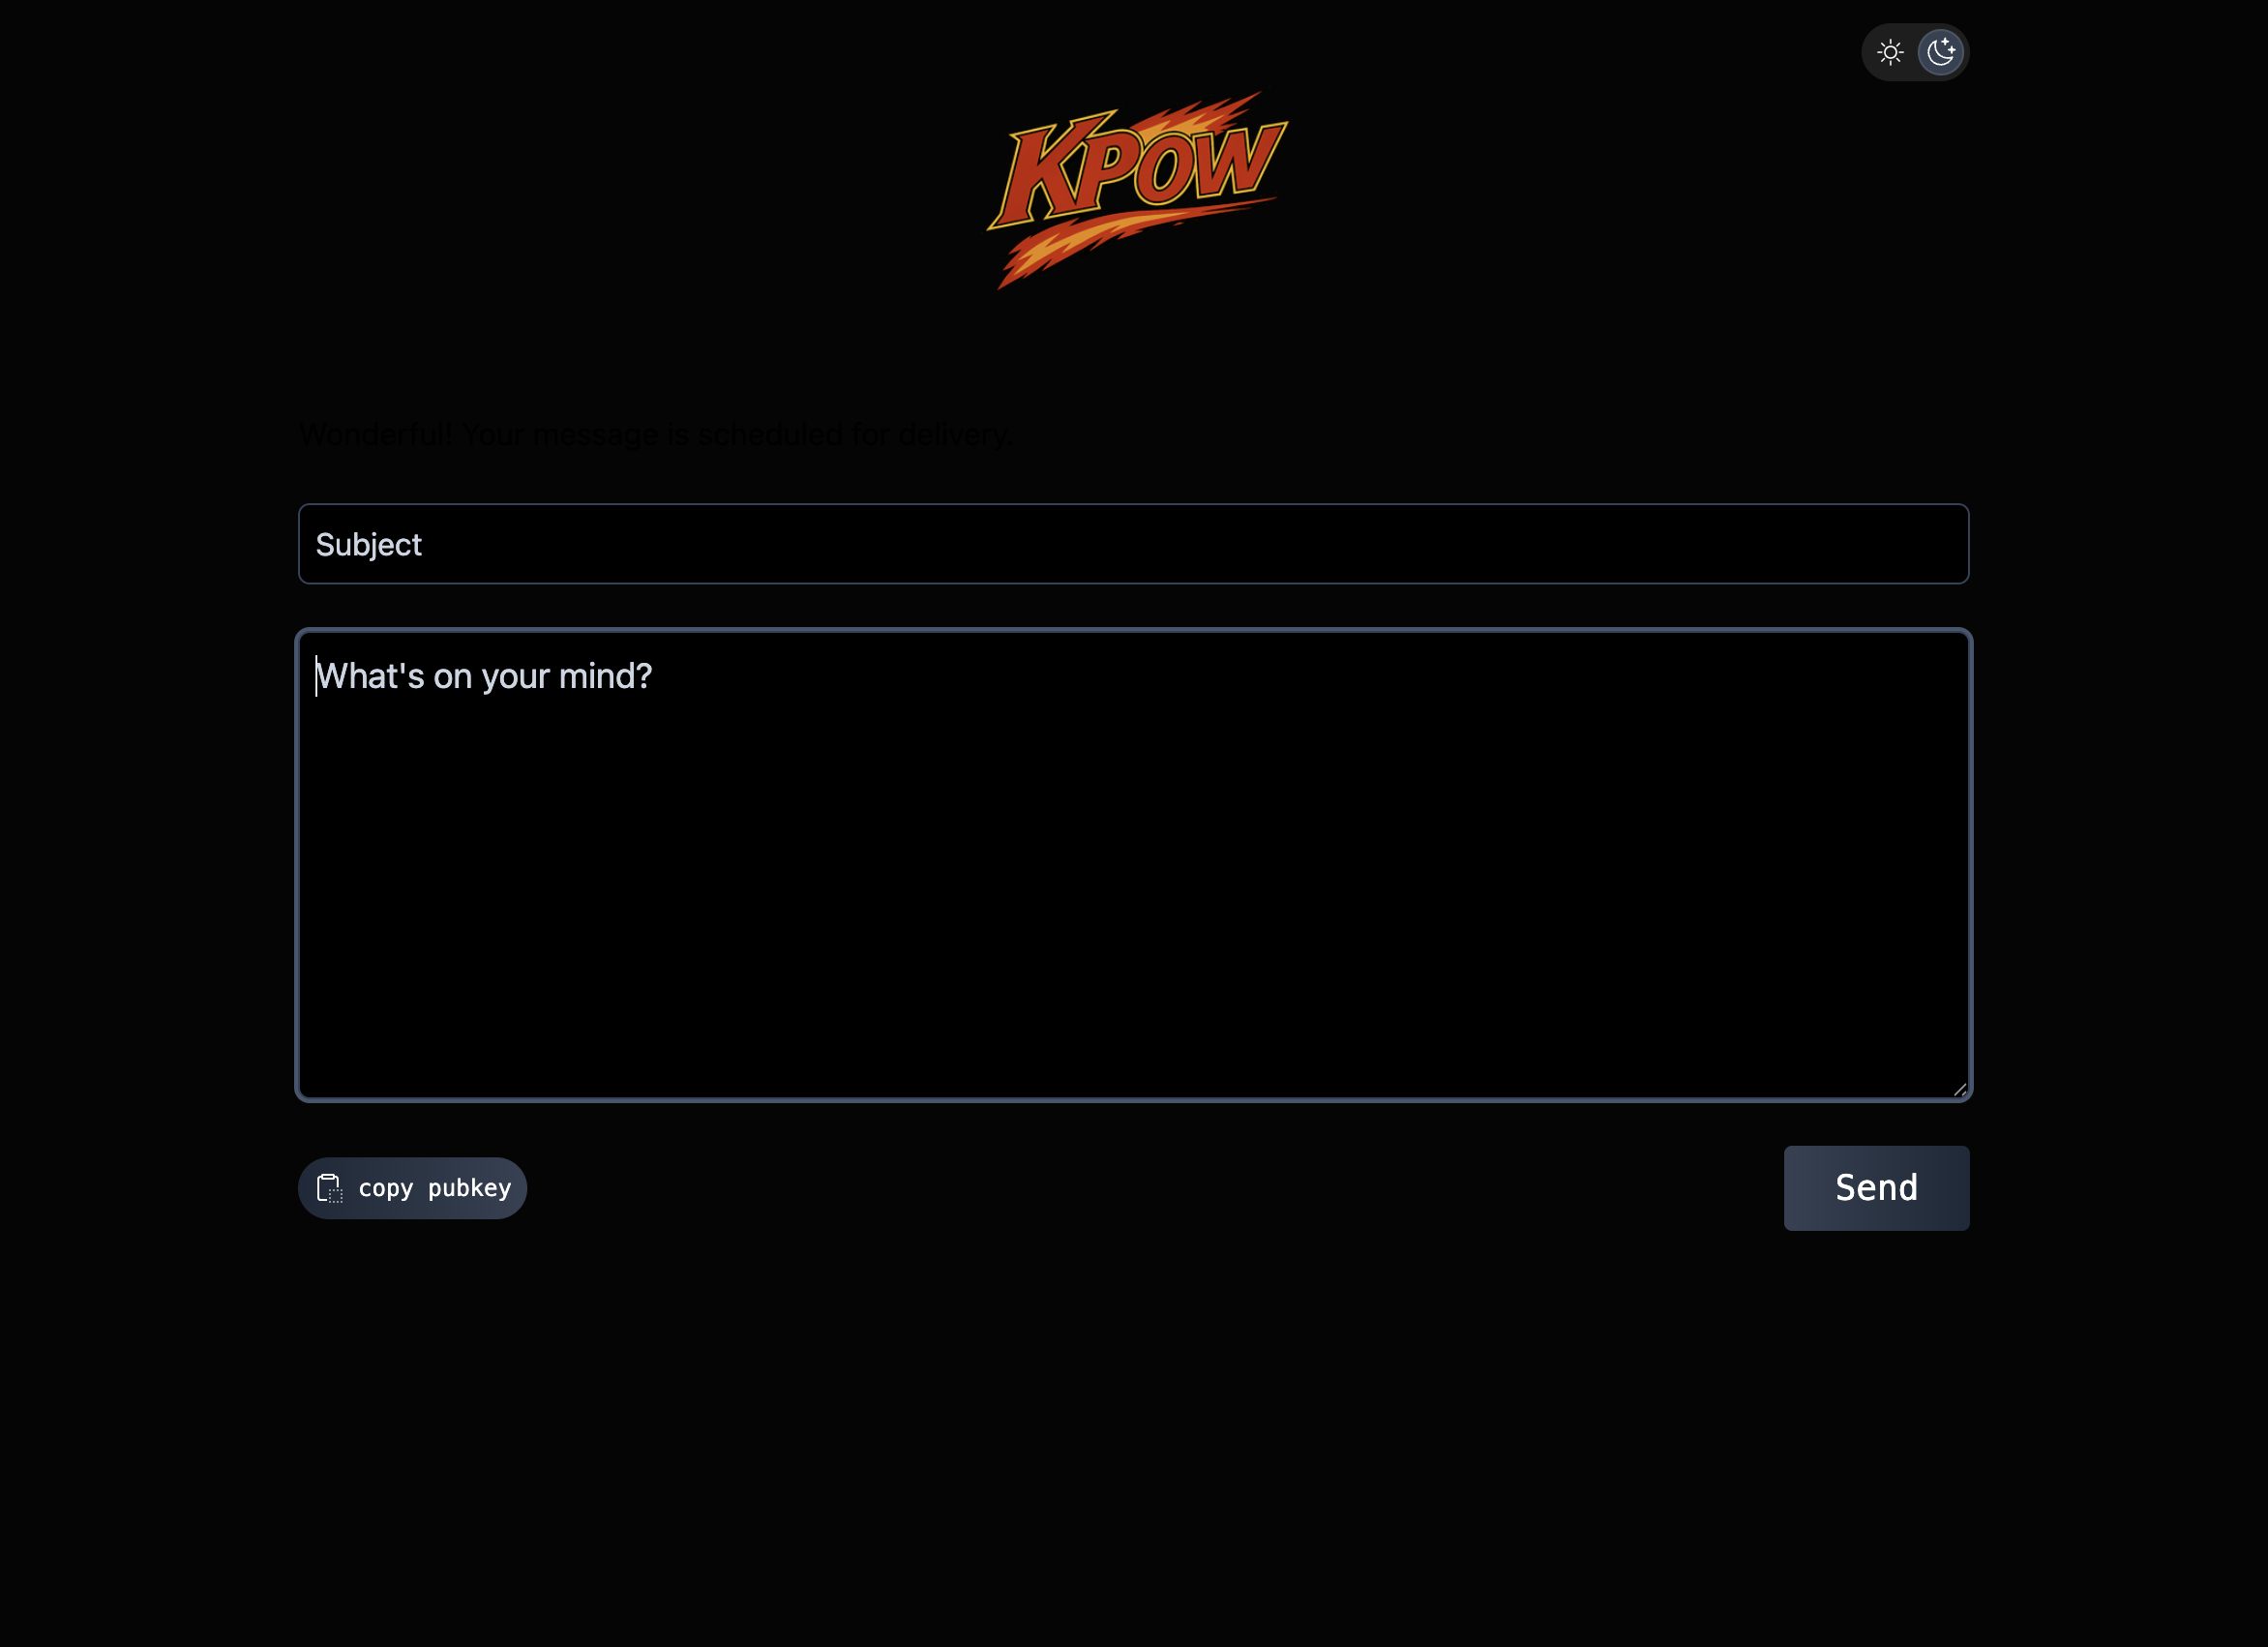 KPOW
Wonderful! Your message is scheduled for delivery.
Subject
What's on your mind?
copy pubkey
Send